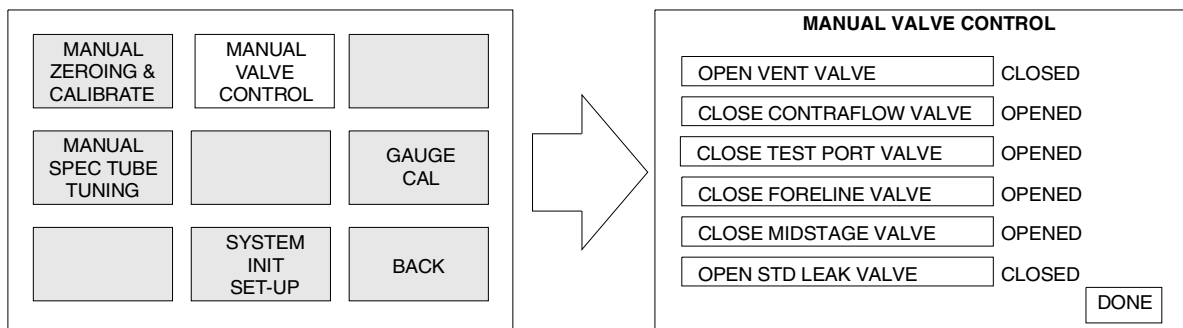 MANUAL
ZEROING &
CALIBRATE
MANUAL
VALVE
CONTROL
MANUAL
SPEC TUBE
TUNING
GAUGE
CAL
SYSTEM
INIT
SET-UP
BACK
MANUAL VALVE CONTROL
OPEN VENT VALVE CLOSED
CLOSE CONTRAFLOW VALVE OPENED
CLOSE TEST PORT VALVE OPENED
CLOSE FORELINE VALVE OPENED
CLOSE MIDSTAGE VALVE OPENED
OPEN STD LEAK VALVE CLOSED
DONE